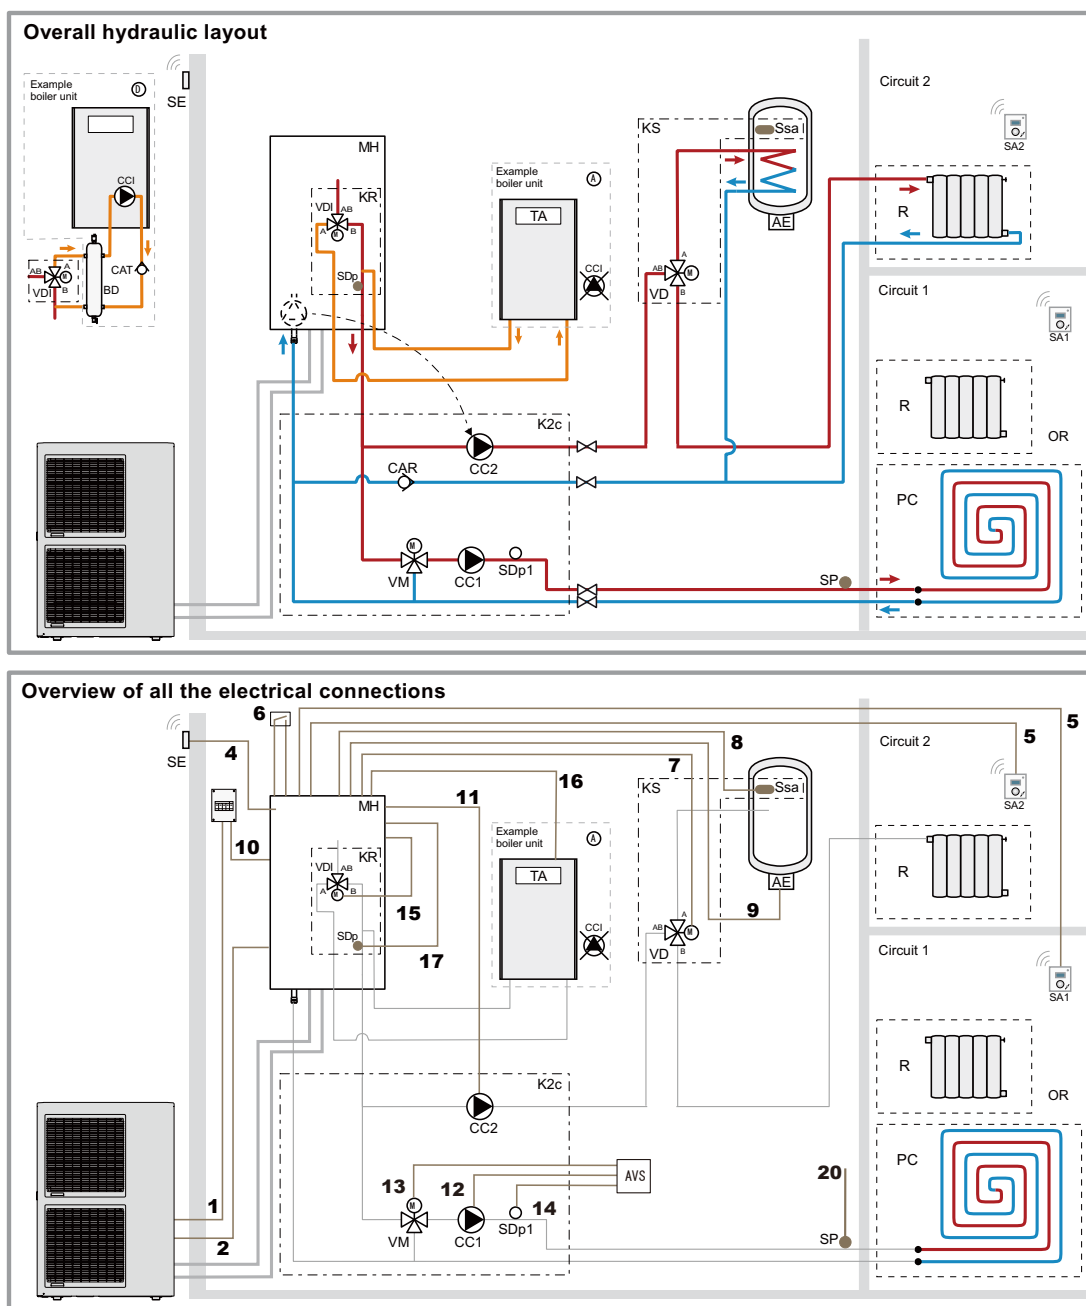 Overall hydraulic layout
Example
boiler unit
D
SE
CCI
CAT
BD
AB
A
B
M
VDI
MH
KR
VDI
AB
A
B
M
SDp
Example
boiler unit
A
TA
CCI
KS
Ssa
AE
A
AB
M
B
VD
Circuit 2
SA2
R
Circuit 1
SA1
R
OR
PC
K2c
CC2
CAR
M
VM
CC1
SDp1
SP
Overview of all the electrical connections
6
4
SE
5
5
8
7
16
11
10
MH
KR
VDI
AB
A
B
M
15
SDp
17
Example
boiler unit
A
TA
CCI
KS
Ssa
AE
9
A
AB
M
B
VD
Circuit 2
SA2
R
Circuit 1
SA1
R
OR
PC
K2c
CC2
1
2
13
12
14
AVS
M
VM
CC1
SDp1
20
SP